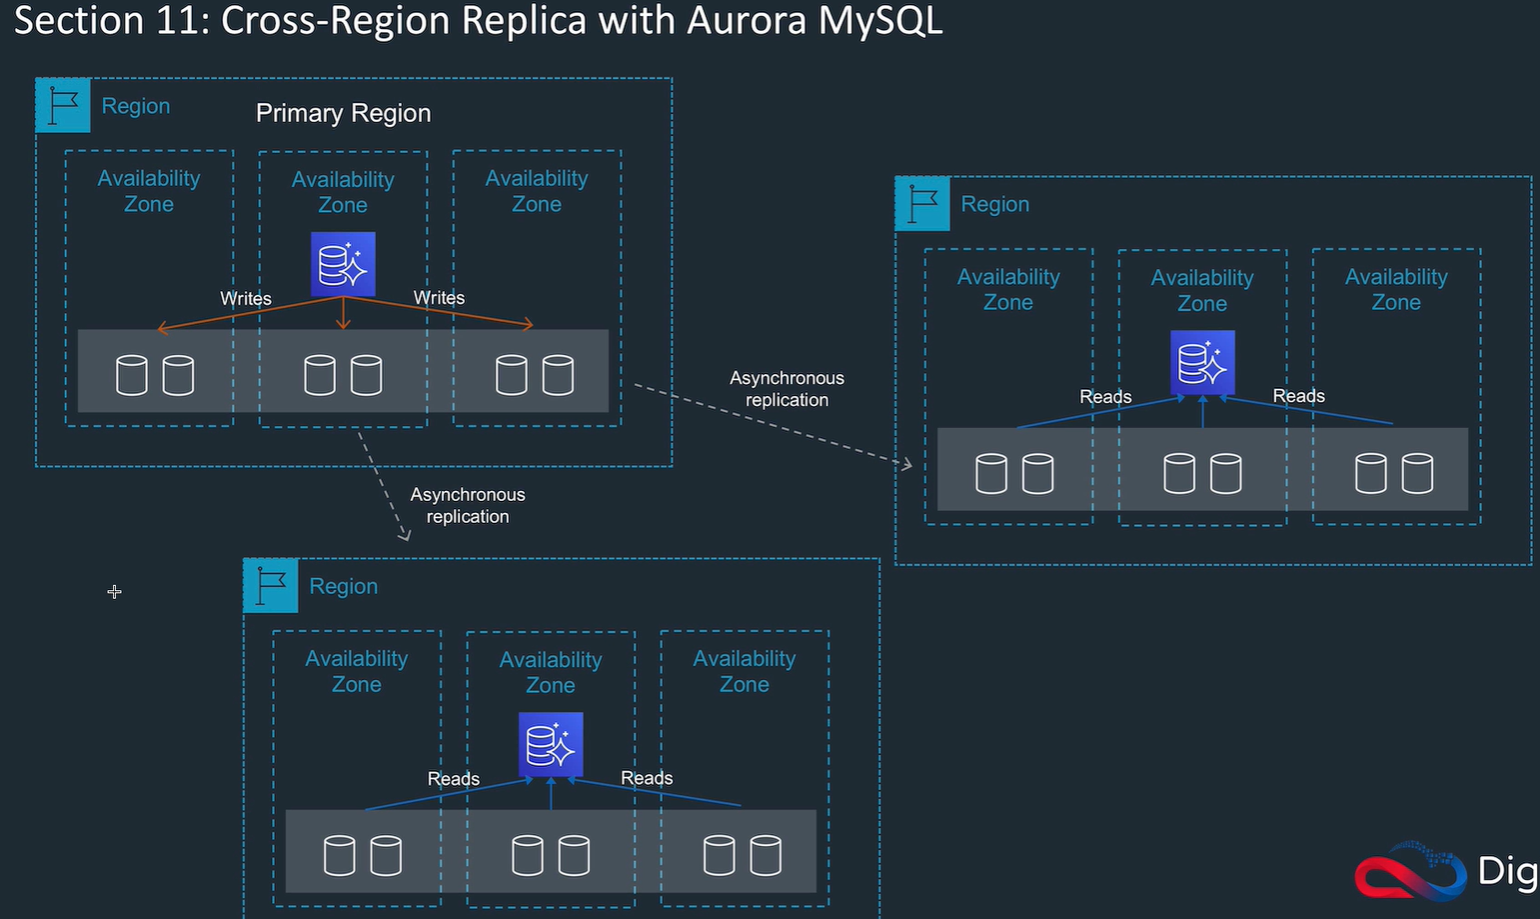 Section 11: Cross-Region Replica with Aurora MySQL
Region
Primary Region
Availability
Zone
Availability
Zone
Availability
Zone
Writes
Writes
Region
Availability
Zone
Availability
Zone
Availability
Zone
Reads
Reads
Asynchronous
replication
Asynchronous
replication
Region
Availability
Zone
Availability
Zone
Availability
Zone
Reads
Reads
Dig